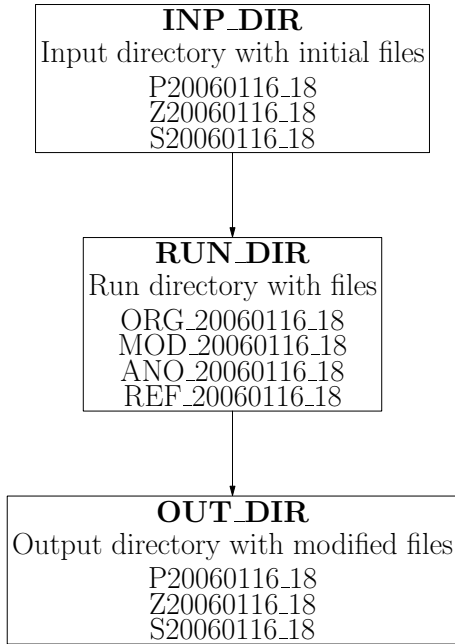 INP_DIR
Input directory with initial files
P20060116_18
Z20060116_18
S20060116_18
RUN_DIR
Run directory with files
ORG_20060116_18
MOD_20060116_18
ANO_20060116_18
REF_20060116_18
OUT_DIR
Output directory with modified files
P20060116_18
Z20060116_18
S20060116_18